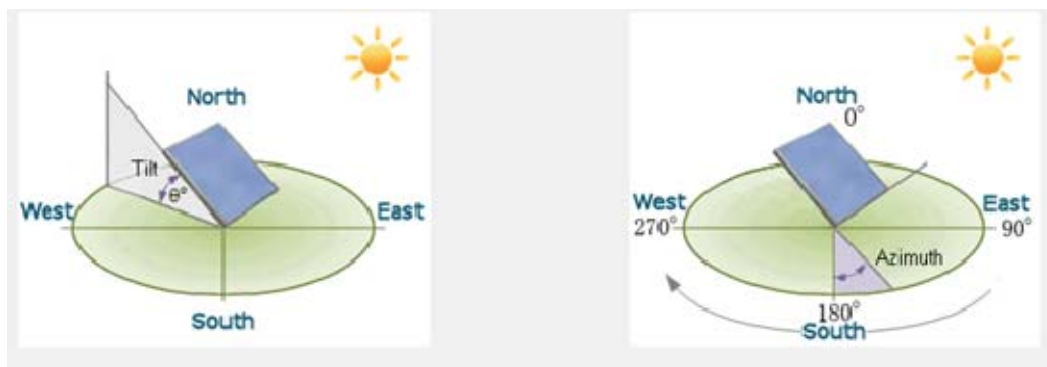 North
Tilt
θ°
West
East
South
North
0°
West
270°
East
90°
Azimuth
180°
South